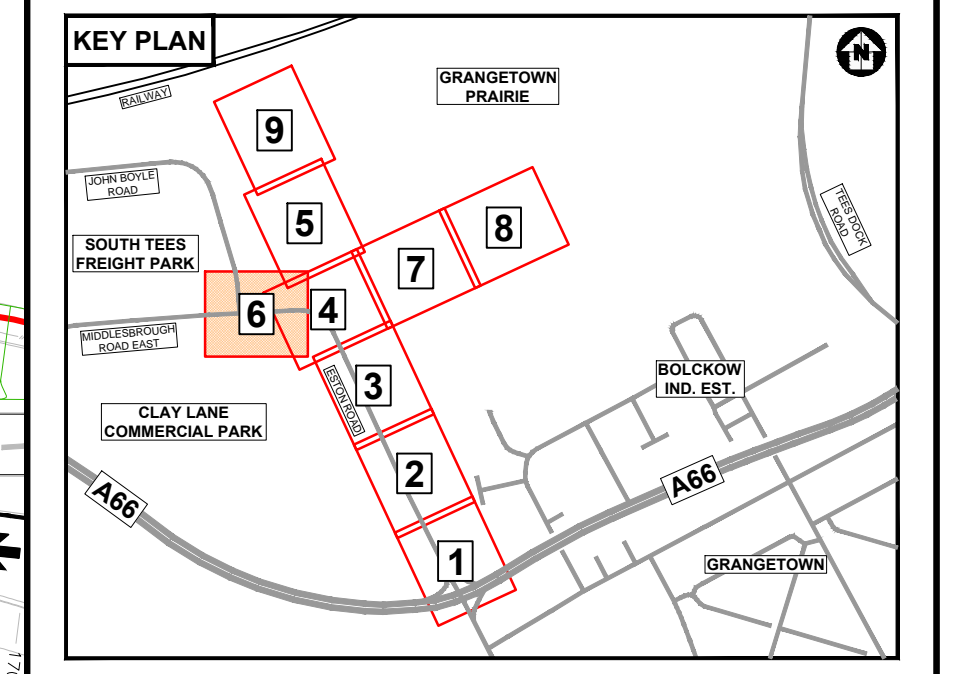 KEY PLAN
N
GRANGETOWN
PRAIRIE
RAILWAY
9
JOHN BOYLE
ROAD
TEES DOCK
ROAD
5
8
SOUTH TEES
FREIGHT PARK
7
6
4
MIDDLESBROUGH
ROAD EAST
3
ESTON ROAD
BOLCKOW
IND. EST.
CLAY LANE
COMMERCIAL PARK
2
A66
A66
1
GRANGETOWN